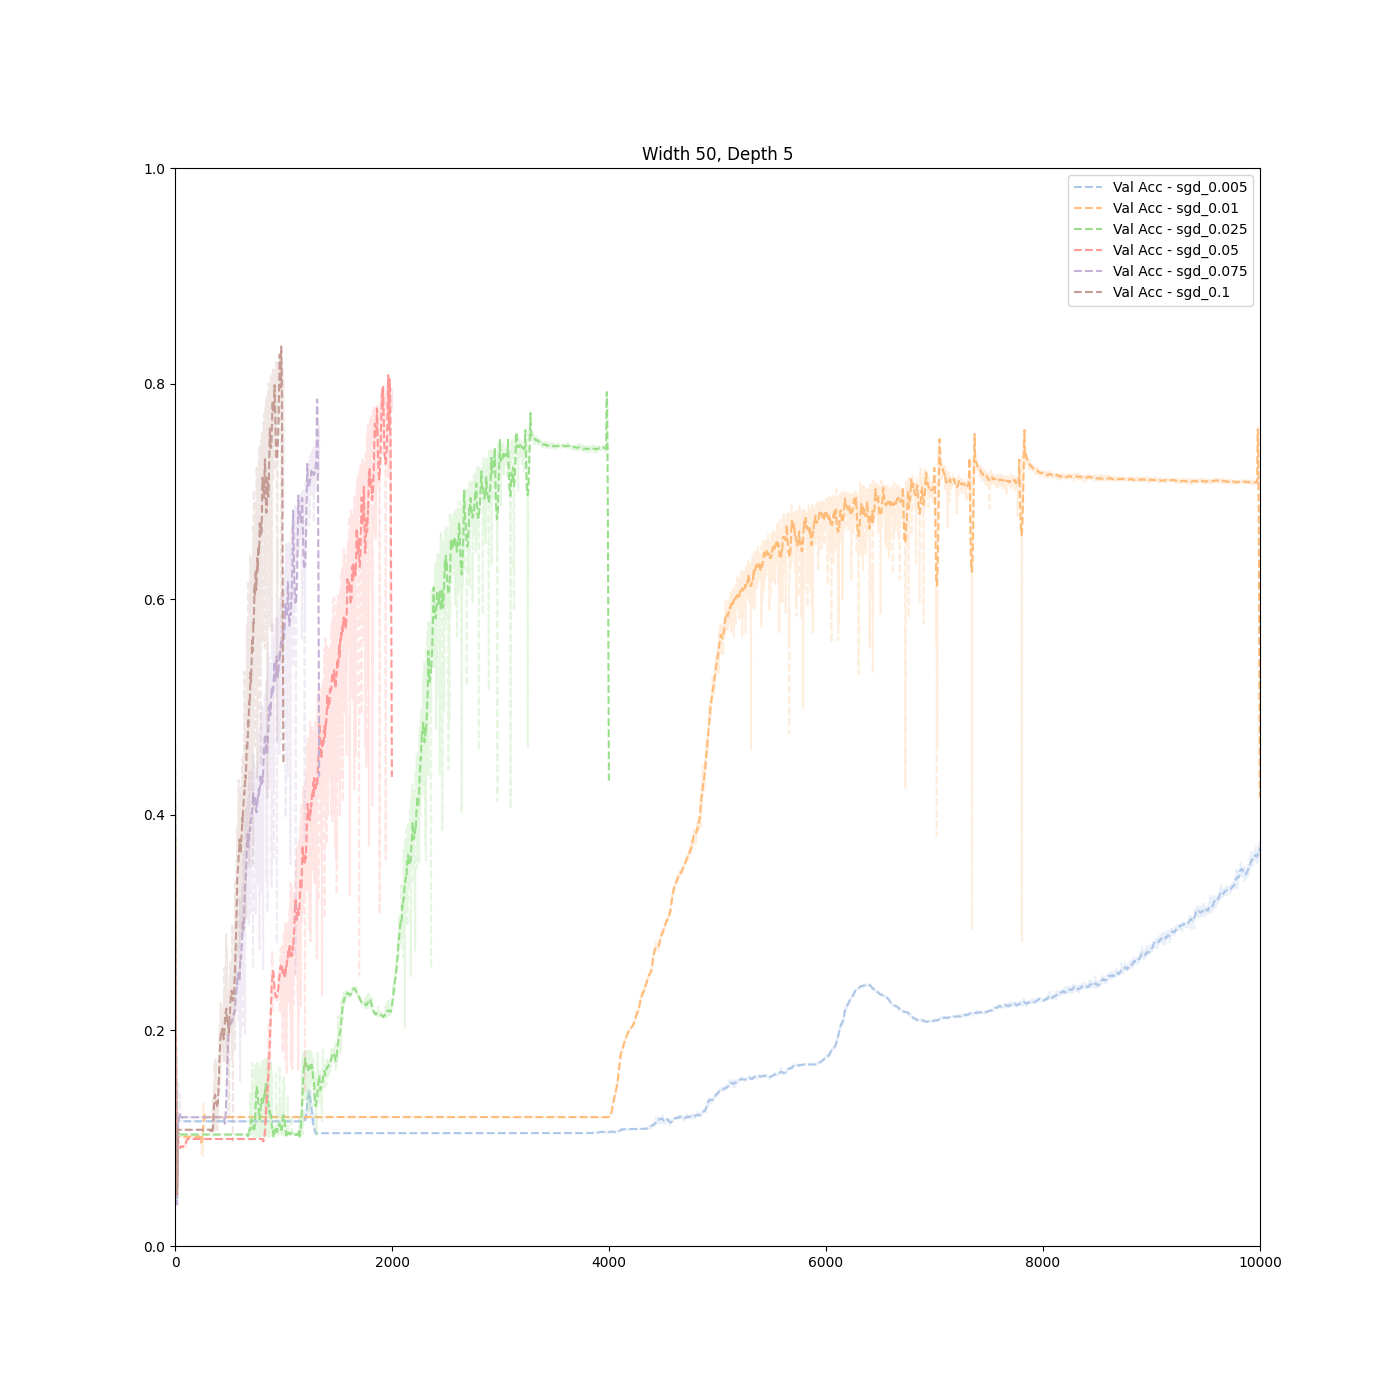 Width 50, Depth 5
1.0
0.8
0.6
0.4
0.2
0.0
0 2000 4000 6000 8000 10000
Val Acc - sgd_0.005
Val Acc - sgd_0.01
Val Acc - sgd_0.025
Val Acc - sgd_0.05
Val Acc - sgd_0.075
Val Acc - sgd_0.1